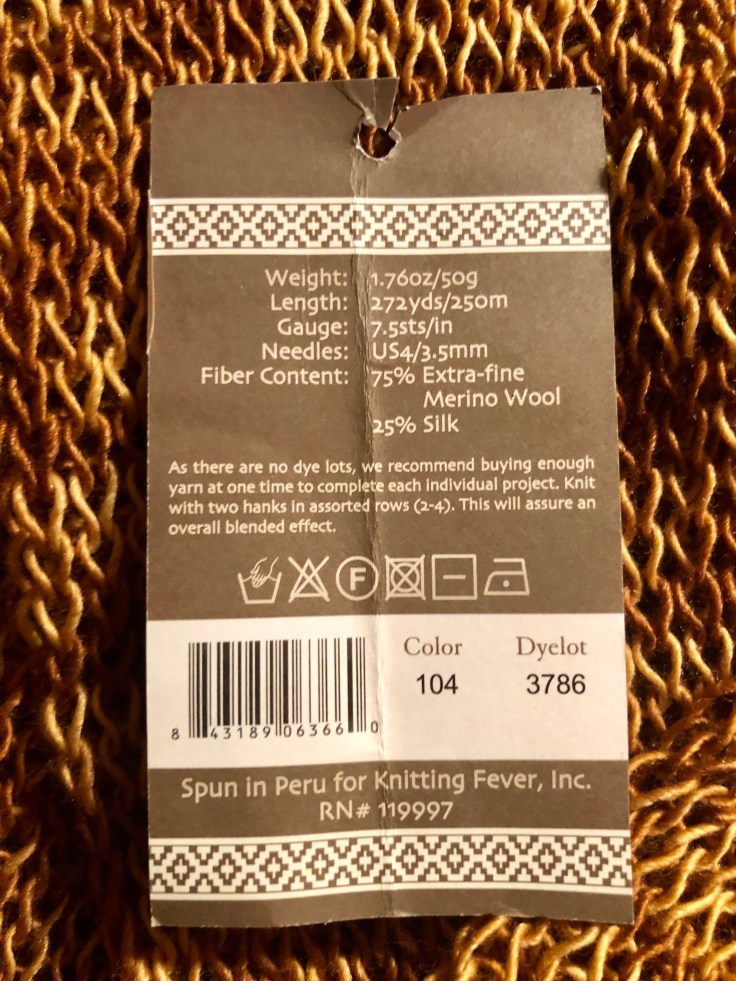 Weight: 1.76oz/50g
Length: 272yds/250m
Gauge: 7.5sts/in
Needles: US4/3.5mm
Fiber Content: 75% Extra-fine
Merino Wool
25% Silk
As there are no dye lots, we recommend buying enough
yarn at one time to complete each individual project. Knit
with two hanks in assorted rows (2-4). This will assure an
overall blended effect.
F
Color Dyelot
104 3786
8 43189 06366 0
Spun in Peru for Knitting Fever, Inc.
RN# 119997